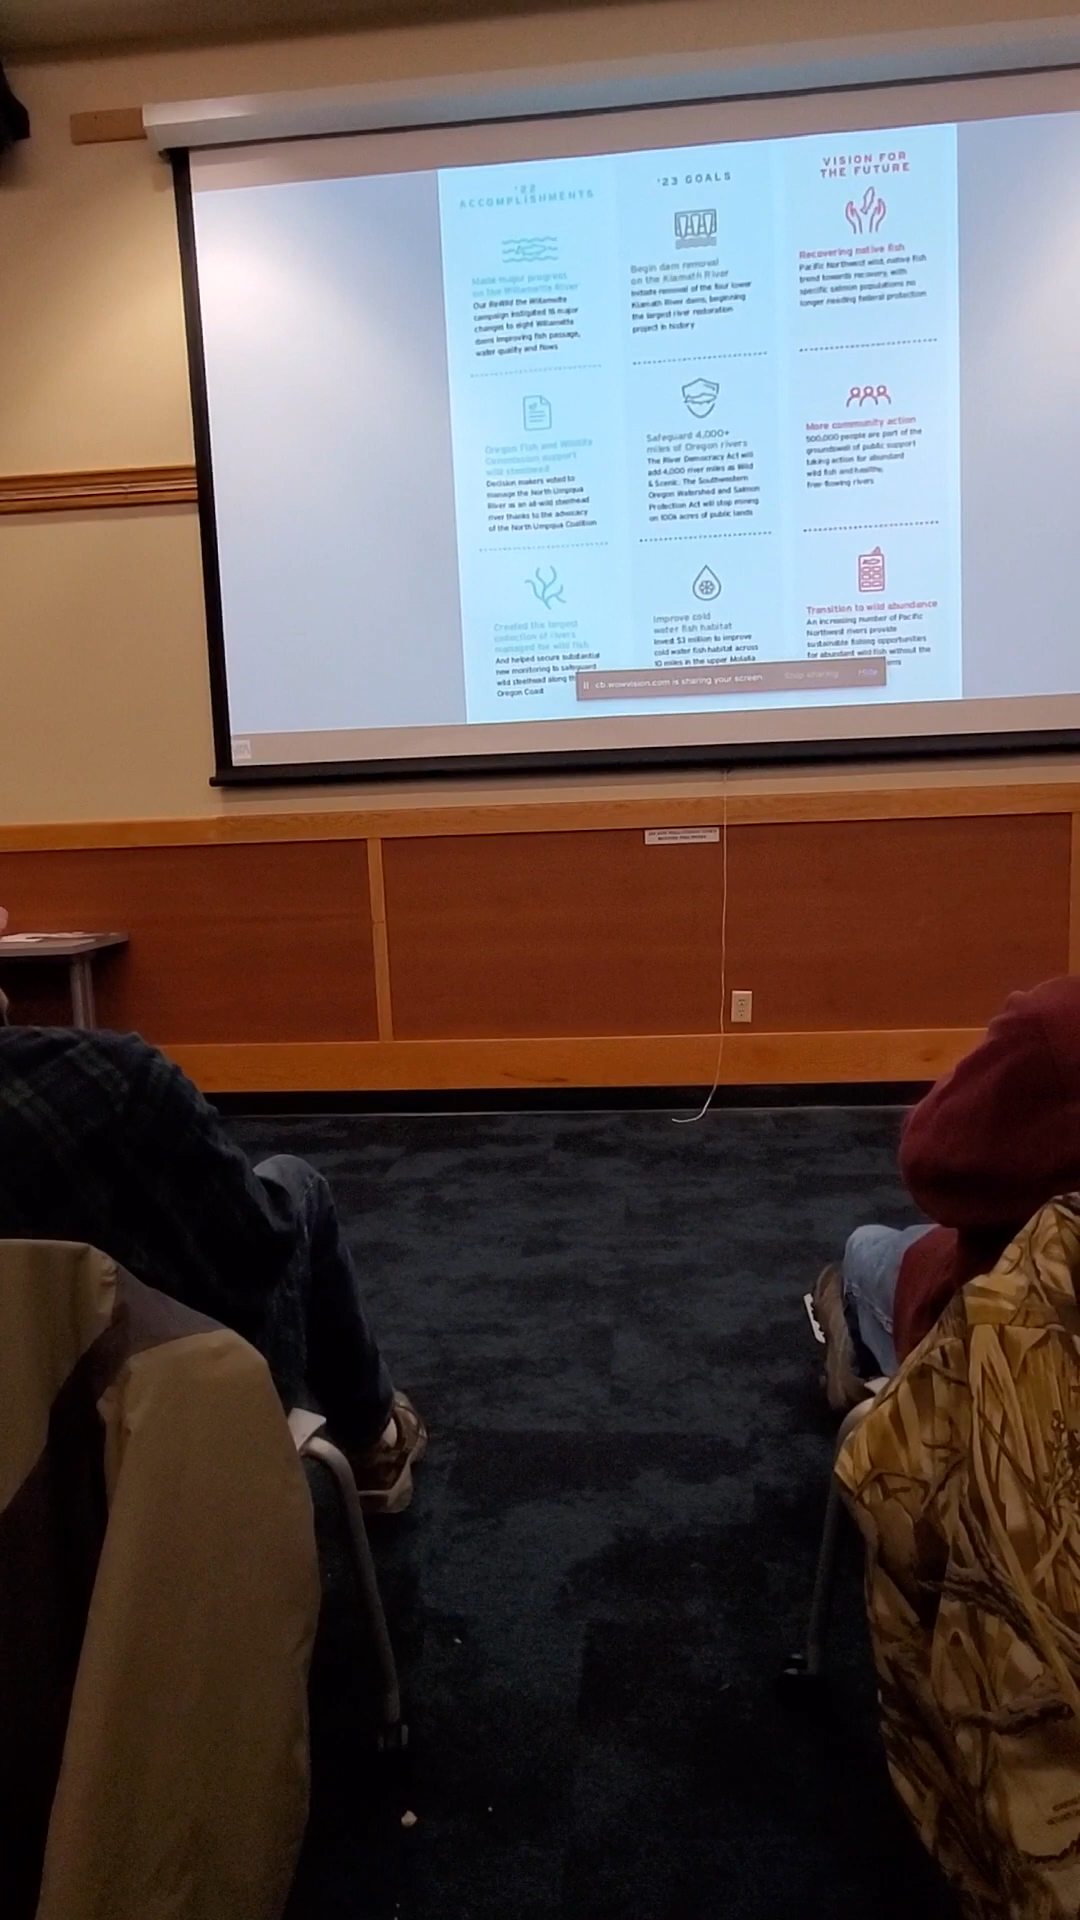 '22
ACCOMPLISHMENTS
Made major progress
on the Willamette River
Our ReWild the Willamette
campaign instigated 16 major
changes to eight Willamette
dams improving fish passage,
water quality and flows
Oregon Fish and Wildlife
Commission support
wild steelhead
Decision makers voted to
manage the North Umpqua
River as an all-wild steelhead
river thanks to the advocacy
of the North Umpqua Coalition
Created the largest
collection of rivers
managed for wild fish
And helped secure substantial
new monitoring to safeguard
wild steelhead along th
Oregon Coast
'23 GOALS
Begin dam removal
on the Klamath River
Initiate removal of the four lower
Klamath River dams, beginning
the largest river restoration
project in history
Safeguard 4,000+
miles of Oregon rivers
The River Democracy Act will
add 4,000 river miles as Wild
& Scenic. The Southwestern
Oregon Watershed and Salmon
Protection Act will stop mining
on 100k acres of public lands
Improve cold
water fish habitat
Invest $3 million to improve
cold water fish habitat across
10 miles in the upper Molalla
VISION FOR
THE FUTURE
Recovering native fish
Pacific Northwest wild, native fish
trend towards recovery, with
specific salmon populations no
longer needing federal protection
More community action
500,000 people are part of the
groundswell of public support
taking action for abundant
wild fish and healthy,
free-flowing rivers
Transition to wild abundance
An increasing number of Pacific
Northwest rivers provide
sustainable fishing opportunities
for abundant wild fish without the
ems
cb.wowvision.com is sharing your screen.
Stop sharing
Hide